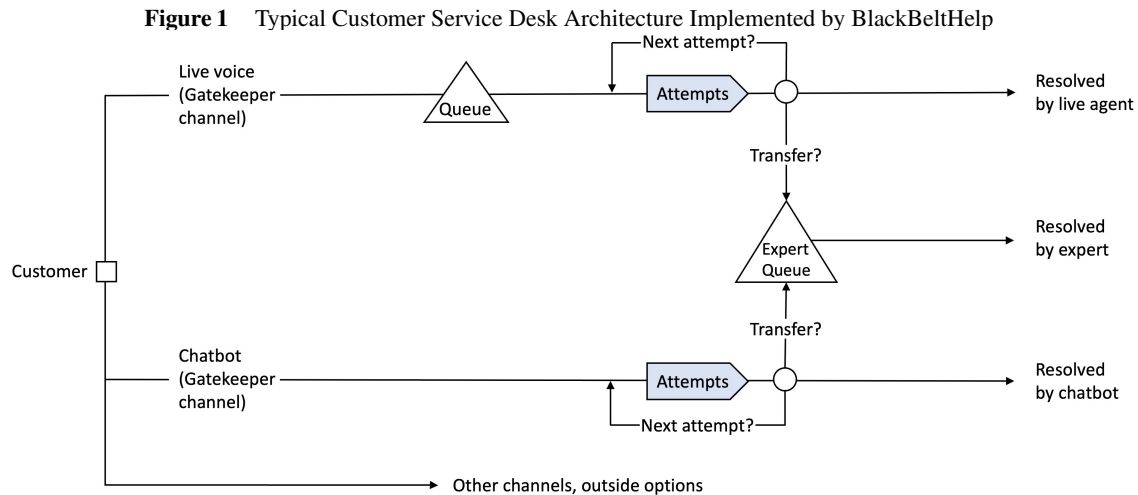 Figure 1 Typical Customer Service Desk Architecture Implemented by BlackBeltHelp
Next attempt?
Live voice
(Gatekeeper
channel)
Queue
Attempts
Resolved
by live agent
Transfer?
Expert
Queue
Resolved
by expert
Customer
Transfer?
Chatbot
(Gatekeeper
channel)
Attempts
Resolved
by chatbot
Next attempt?
Other channels, outside options